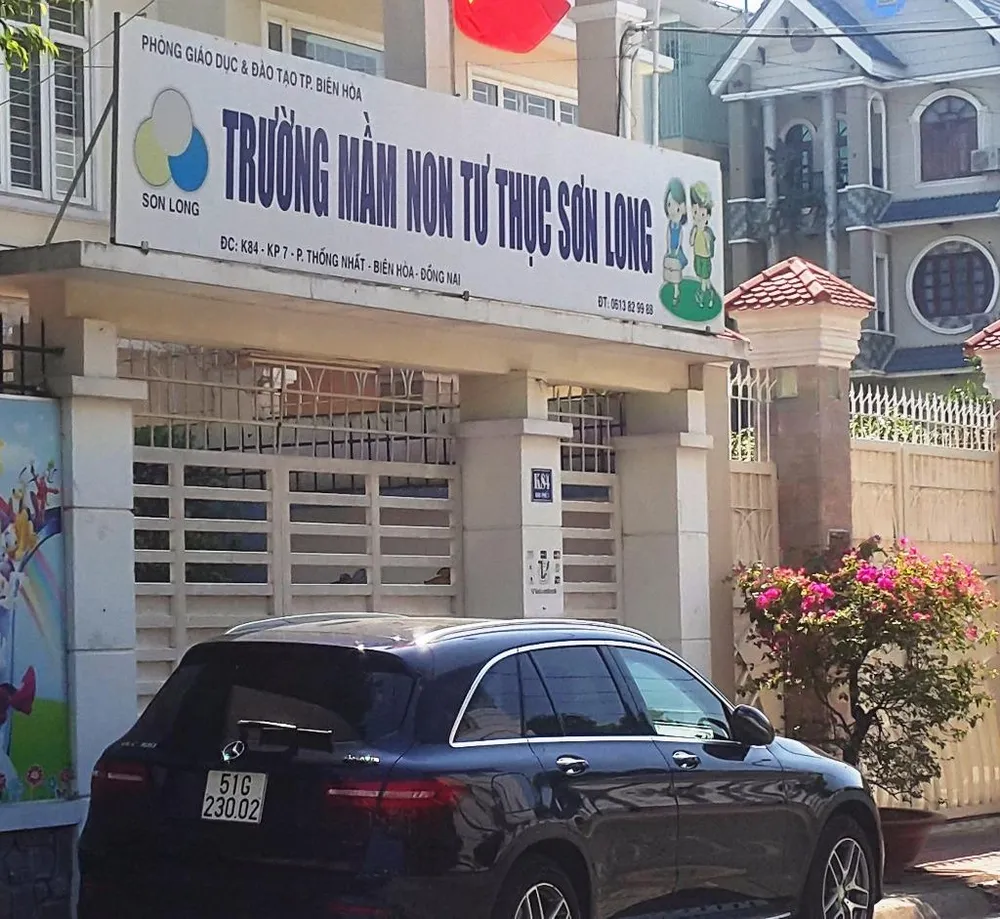 PHÒNG GIÁO DỤC & ĐÀO TẠO TP. BIÊN HÒA
TRƯỜNG MẦM NON TƯ THỤC SƠN LONG
SƠN LONG
ĐC: K84 - KP 7 - P. THỐNG NHẤT - BIÊN HÒA - ĐỒNG NAI
ĐT: 0613 82 99 88
K84
51G
230.02